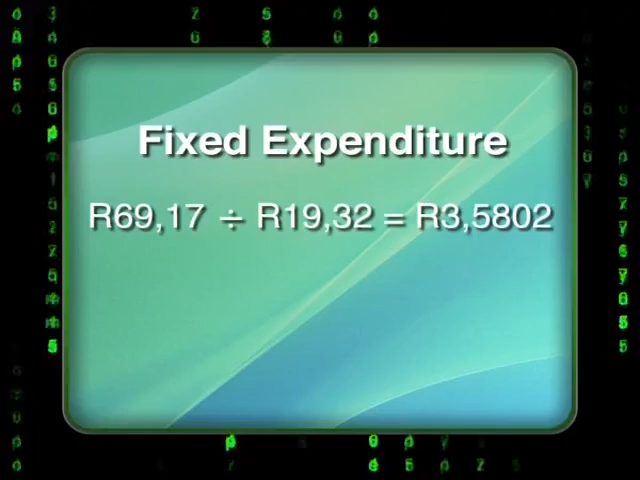 Fixed Expenditure
R69,17 ÷ R19,32 = R3,5802